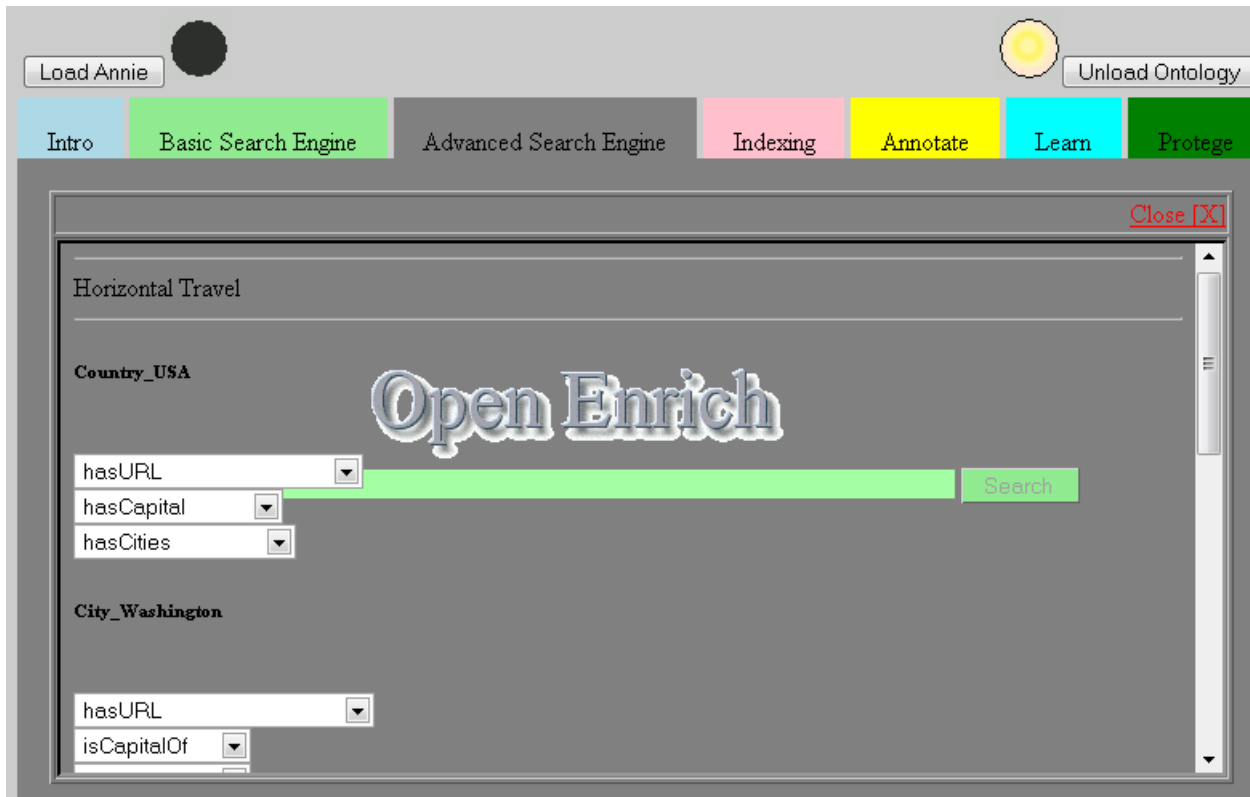 Load Annie
Unload Ontology
Intro Basic Search Engine Advanced Search Engine Indexing Annotate Learn Protege
Close [X]
Horizontal Travel
Country_USA
Open Enrich
hasURL
Search
hasCapital
hasCities
City_Washington
hasURL
isCapitalOf